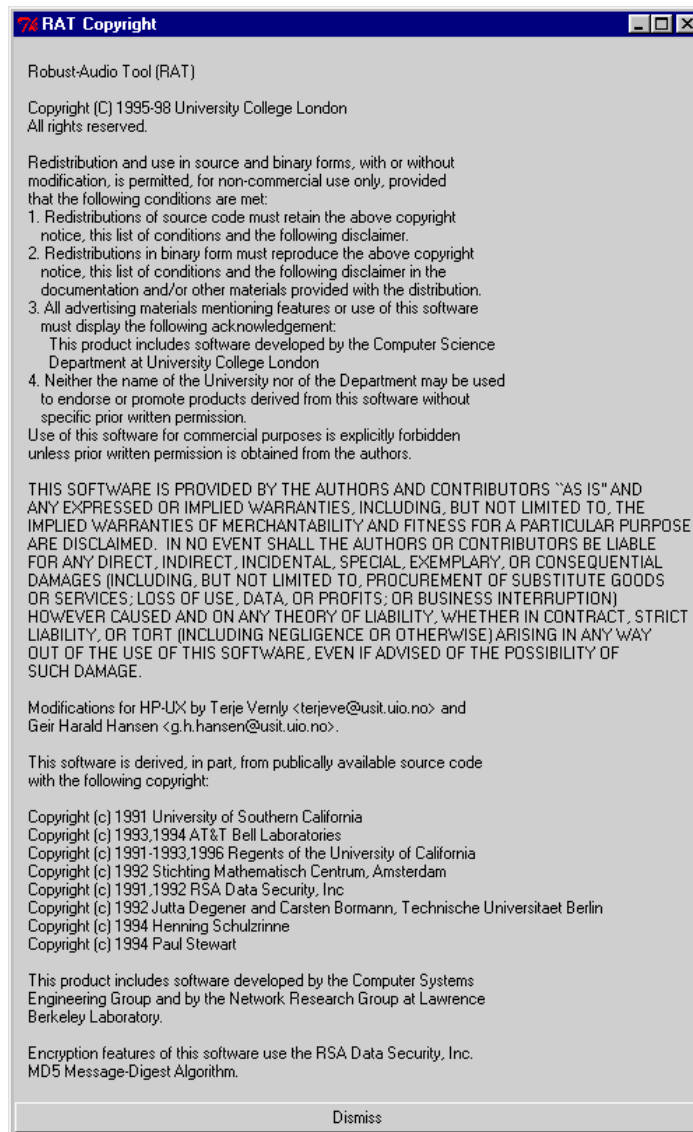 RAT Copyright
Robust-Audio Tool (RAT)
Copyright (C) 1995-98 University College London
All rights reserved.
Redistribution and use in source and binary forms, with or without
modification, is permitted, for non-commercial use only, provided
that the following conditions are met:
1. Redistributions of source code must retain the above copyright
notice, this list of conditions and the following disclaimer.
2. Redistributions in binary form must reproduce the above copyright
notice, this list of conditions and the following disclaimer in the
documentation and/or other materials provided with the distribution.
3. All advertising materials mentioning features or use of this software
must display the following acknowledgement:
This product includes software developed by the Computer Science
Department at University College London
4. Neither the name of the University nor of the Department may be used
to endorse or promote products derived from this software without
specific prior written permission.
Use of this software for commercial purposes is explicitly forbidden
unless prior written permission is obtained from the authors.
THIS SOFTWARE IS PROVIDED BY THE AUTHORS AND CONTRIBUTORS ``AS IS'' AND
ANY EXPRESSED OR IMPLIED WARRANTIES, INCLUDING, BUT NOT LIMITED TO, THE
IMPLIED WARRANTIES OF MERCHANTABILITY AND FITNESS FOR A PARTICULAR PURPOSE
ARE DISCLAIMED. IN NO EVENT SHALL THE AUTHORS OR CONTRIBUTORS BE LIABLE
FOR ANY DIRECT, INDIRECT, INCIDENTAL, SPECIAL, EXEMPLARY, OR CONSEQUENTIAL
DAMAGES (INCLUDING, BUT NOT LIMITED TO, PROCUREMENT OF SUBSTITUTE GOODS
OR SERVICES; LOSS OF USE, DATA, OR PROFITS; OR BUSINESS INTERRUPTION)
HOWEVER CAUSED AND ON ANY THEORY OF LIABILITY, WHETHER IN CONTRACT, STRICT
LIABILITY, OR TORT (INCLUDING NEGLIGENCE OR OTHERWISE) ARISING IN ANY WAY
OUT OF THE USE OF THIS SOFTWARE, EVEN IF ADVISED OF THE POSSIBILITY OF
SUCH DAMAGE.
Modifications for HP-UX by Terje Vernly <terjeve@usit.uio.no> and
Geir Harald Hansen <g.h.hansen@usit.uio.no>.
This software is derived, in part, from publically available source code
with the following copyright:
Copyright (c) 1991 University of Southern California
Copyright (c) 1993,1994 AT&T Bell Laboratories
Copyright (c) 1991-1993,1996 Regents of the University of California
Copyright (c) 1992 Stichting Mathematisch Centrum, Amsterdam
Copyright (c) 1991,1992 RSA Data Security, Inc
Copyright (c) 1992 Jutta Degener and Carsten Bormann, Technische Universitaet Berlin
Copyright (c) 1994 Henning Schulzrinne
Copyright (c) 1994 Paul Stewart
This product includes software developed by the Computer Systems
Engineering Group and by the Network Research Group at Lawrence
Berkeley Laboratory.
Encryption features of this software use the RSA Data Security, Inc.
MD5 Message-Digest Algorithm.
Dismiss